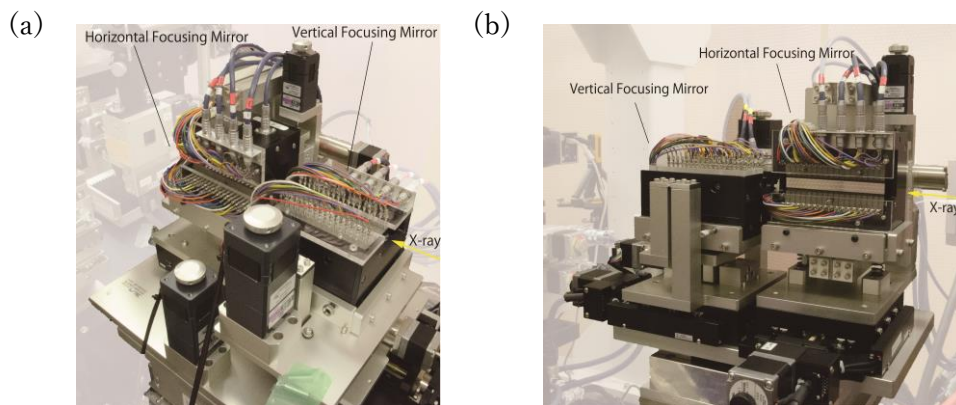 (a)
Horizontal Focusing Mirror
Vertical Focusing Mirror
X-ray
(b)
Horizontal Focusing Mirror
Vertical Focusing Mirror
X-ray